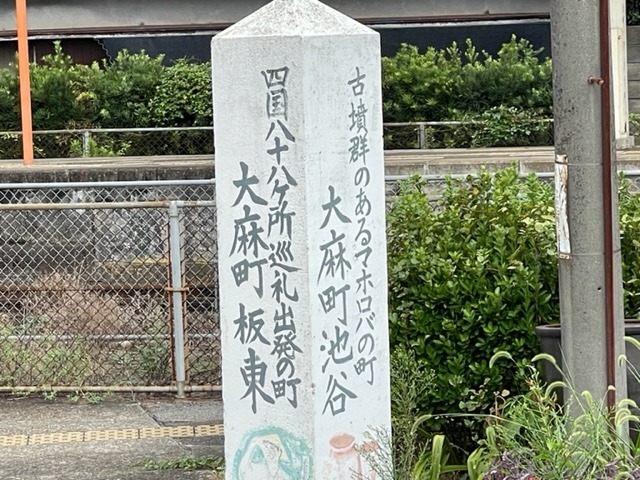 古墳群のあるマホロバの町
大麻町池谷
四国八十八ヶ所巡礼出発の町
大麻町板東